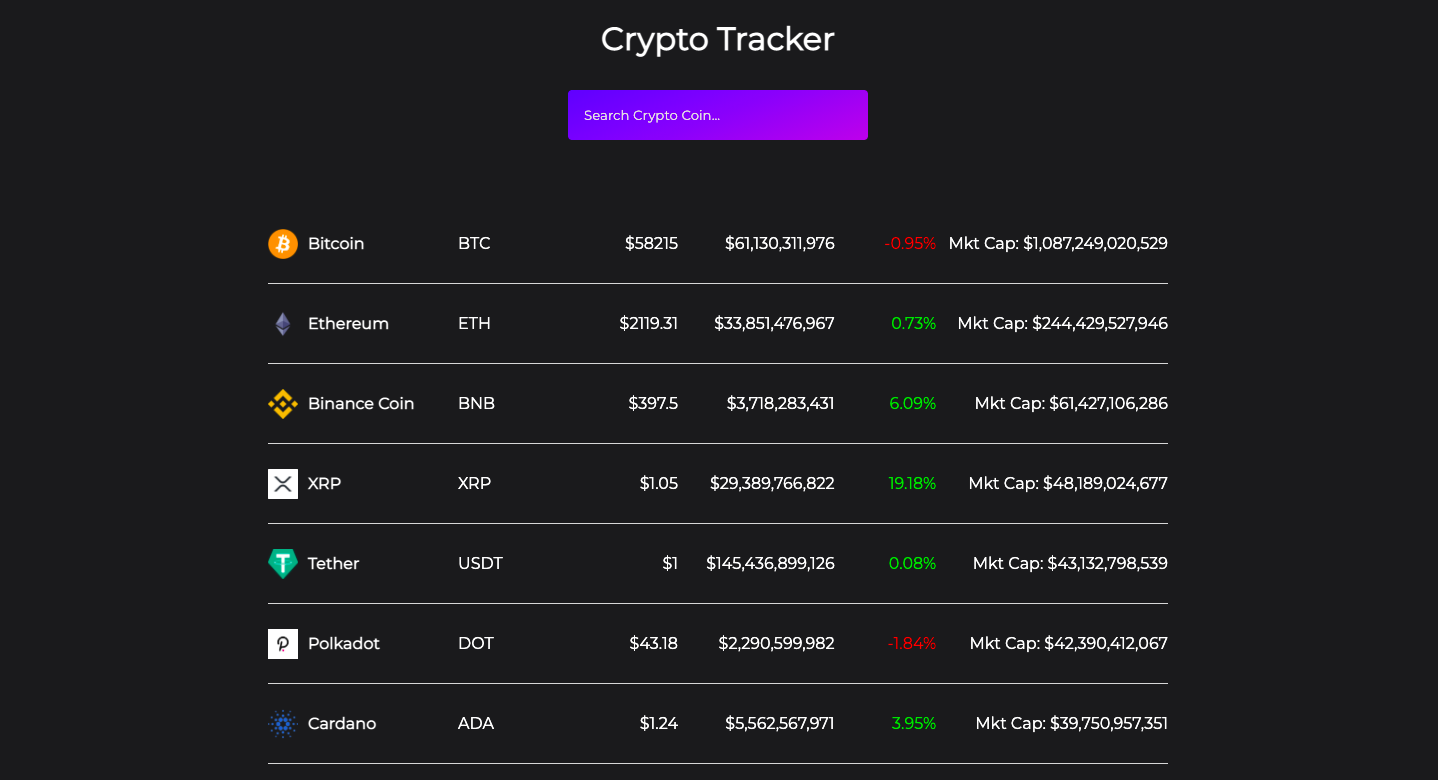 Crypto Tracker
Search Crypto Coin...
Bitcoin BTC $58215 $61,130,311,976 -0.95% Mkt Cap: $1,087,249,020,529
Ethereum ETH $2119.31 $33,851,476,967 0.73% Mkt Cap: $244,429,527,946
Binance Coin BNB $397.5 $3,718,283,431 6.09% Mkt Cap: $61,427,106,286
XRP XRP $1.05 $29,389,766,822 19.18% Mkt Cap: $48,189,024,677
Tether USDT $1 $145,436,899,126 0.08% Mkt Cap: $43,132,798,539
Polkadot DOT $43.18 $2,290,599,982 -1.84% Mkt Cap: $42,390,412,067
Cardano ADA $1.24 $5,562,567,971 3.95% Mkt Cap: $39,750,957,351